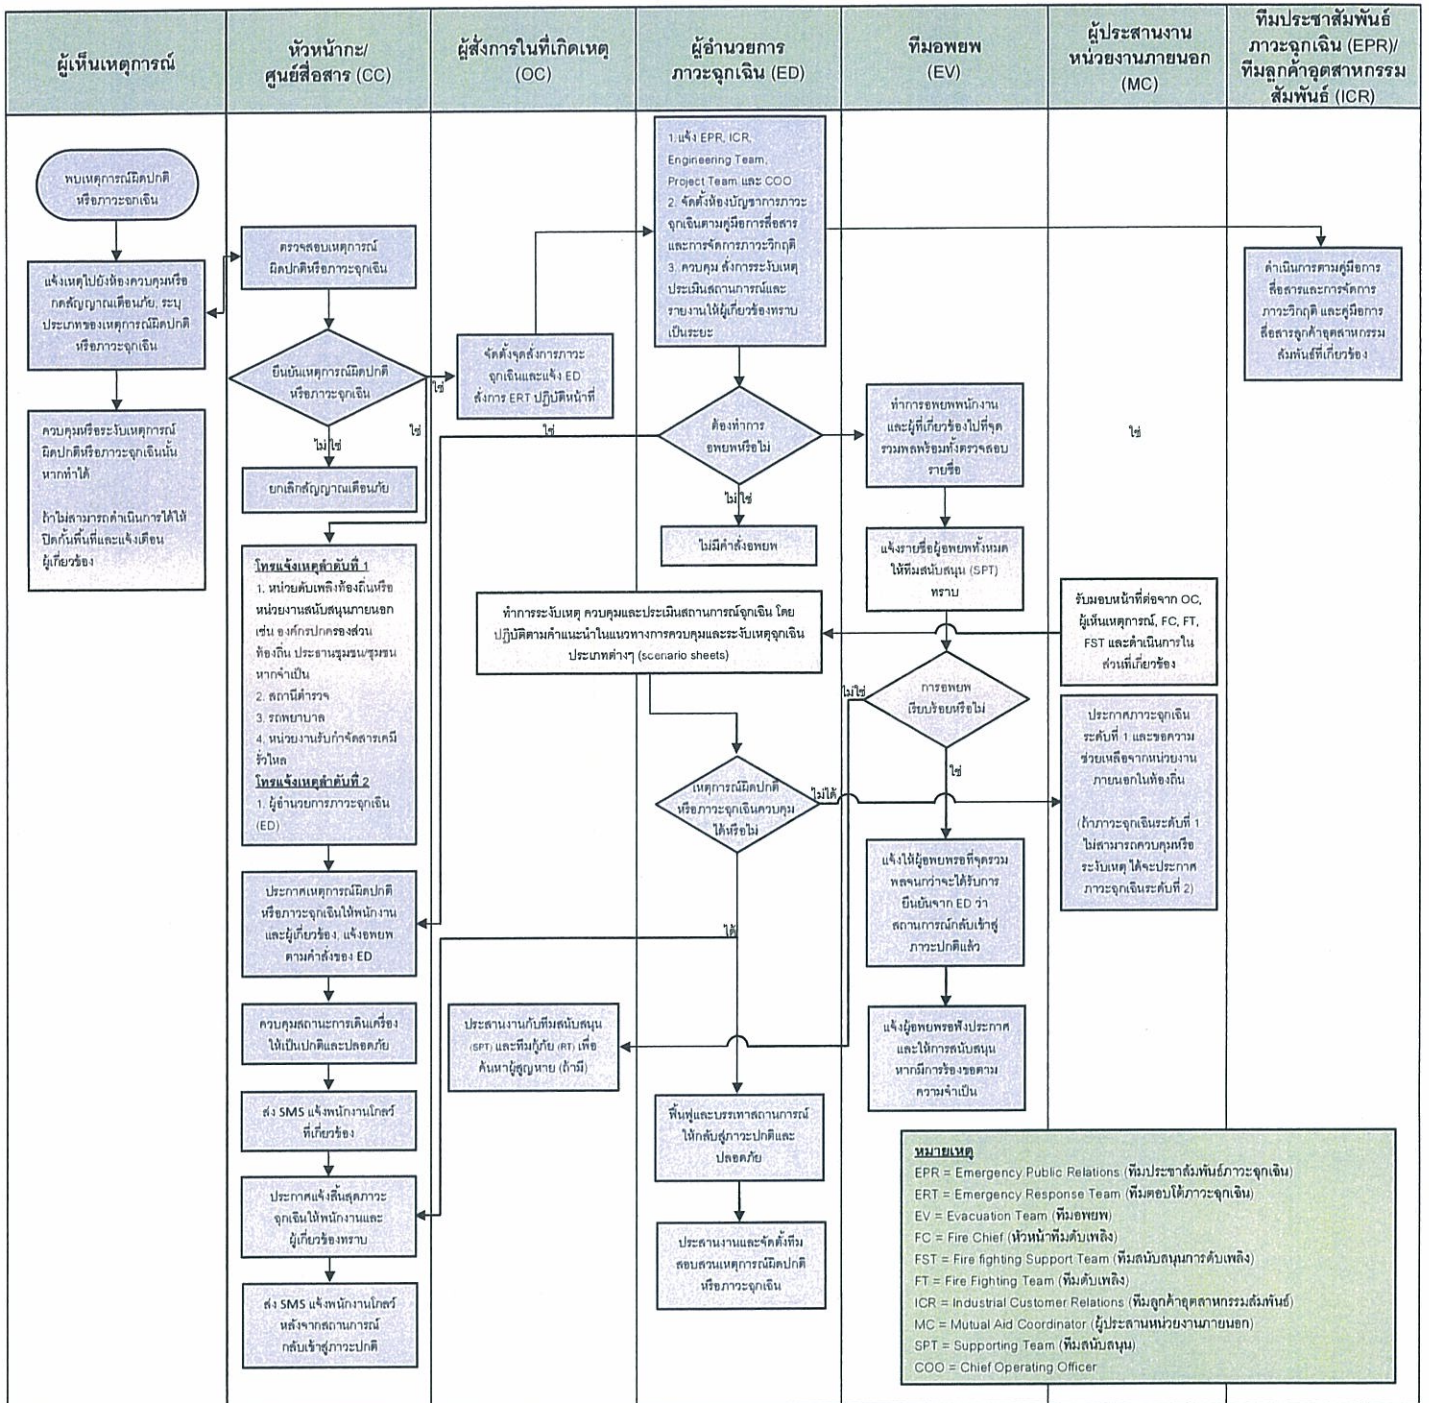 ผู้เห็นเหตุการณ์
หัวหน้ากะ/
ศูนย์สื่อสาร (CC)
ผู้สั่งการในที่เกิดเหตุ
(OC)
ผู้อำนวยการ
ภาวะฉุกเฉิน (ED)
ทีมอพยพ
(EV)
ผู้ประสานงาน
หน่วยงานภายนอก
(MC)
ทีมประชาสัมพันธ์
ภาวะฉุกเฉิน (EPR)/
ทีมลูกค้าอุตสาหกรรม
สัมพันธ์ (ICR)
พบเหตุการณ์ผิดปกติ
หรือภาวะฉุกเฉิน
แจ้งเหตุไปยังห้องควบคุมหรือ
กดสัญญาณเตือนภัย, ระบุ
ประเภทของเหตุการณ์ผิดปกติ
หรือภาวะฉุกเฉิน
ควบคุมหรือระงับเหตุการณ์
ผิดปกติหรือภาวะฉุกเฉินนั้น
หากทำได้
ถ้าไม่สามารถดำเนินการได้ให้
ปิดกั้นพื้นที่และแจ้งเตือน
ผู้เกี่ยวข้อง
ตรวจสอบเหตุการณ์
ผิดปกติหรือภาวะฉุกเฉิน
ยืนยันเหตุการณ์ผิดปกติ
หรือภาวะฉุกเฉิน
ใช่
ใช่
ไม่ใช่
ยกเลิกสัญญาณเตือนภัย
โทรแจ้งเหตุลำดับที่ 1
1. หน่วยดับเพลิงท้องถิ่นหรือ
หน่วยงานสนับสนุนภายนอก
เช่น องค์กรปกครองส่วน
ท้องถิ่น ประธานชุมชน/ชุมชน
หากจำเป็น
2. สถานีตำรวจ
3. รถพยาบาล
4. หน่วยงานรับกำจัดสารเคมี
รั่วไหล
โทรแจ้งเหตุลำดับที่ 2
1. ผู้อำนวยการภาวะฉุกเฉิน
(ED)
ประกาศเหตุการณ์ผิดปกติ
หรือภาวะฉุกเฉินให้พนักงาน
และผู้เกี่ยวข้อง, แจ้งอพยพ
ตามคำสั่งของ ED
ควบคุมสถานะการเดินเครื่อง
ให้เป็นปกติและปลอดภัย
ส่ง SMS แจ้งพนักงานโกลว์
ที่เกี่ยวข้อง
ประกาศแจ้งสิ้นสุดภาวะ
ฉุกเฉินให้พนักงานและ
ผู้เกี่ยวข้องทราบ
ส่ง SMS แจ้งพนักงานโกลว์
หลังจากสถานการณ์
กลับเข้าสู่ภาวะปกติ
จัดตั้งจุดสั่งการภาวะ
ฉุกเฉินและแจ้ง ED
สั่งการ ERT ปฏิบัติหน้าที่
ใช่
ทำการระงับเหตุ ควบคุมและประเมินสถานการณ์ฉุกเฉิน โดย
ปฏิบัติตามคำแนะนำในแนวทางการควบคุมและระงับเหตุฉุกเฉิน
ประเภทต่างๆ (scenario sheets)
ประสานงานกับทีมสนับสนุน
(SPT) และทีมกู้ภัย (RT) เพื่อ
ค้นหาผู้สูญหาย (ถ้ามี)
1. แจ้ง EPR, ICR,
Engineering Team,
Project Team และ COO
2. จัดตั้งห้องบัญชาการภาวะ
ฉุกเฉินตามคู่มือการสื่อสาร
และการจัดการภาวะวิกฤติ
3. ควบคุม สั่งการระงับเหตุ
ประเมินสถานการณ์และ
รายงานให้ผู้เกี่ยวข้องทราบ
เป็นระยะ
ต้องทำการ
อพยพหรือไม่
ไม่ใช่
ไม่มีคำสั่งอพยพ
เหตุการณ์ผิดปกติ
หรือภาวะฉุกเฉินควบคุม
ได้หรือไม่
ไม่ได้
ได้
ฟื้นฟูและบรรเทาสถานการณ์
ให้กลับสู่ภาวะปกติและ
ปลอดภัย
ประสานงานและจัดตั้งทีม
สอบสวนเหตุการณ์ผิดปกติ
หรือภาวะฉุกเฉิน
ทำการอพยพพนักงาน
และผู้ที่เกี่ยวข้องไปที่จุด
รวมพลพร้อมทั้งตรวจสอบ
รายชื่อ
แจ้งรายชื่อผู้อพยพทั้งหมด
ให้ทีมสนับสนุน (SPT)
ทราบ
การอพยพ
เรียบร้อยหรือไม่
ไม่ใช่
ใช่
แจ้งให้ผู้อพยพรอที่จุดรวม
พลจนกว่าจะได้รับการ
ยืนยันจาก ED ว่า
สถานการณ์กลับเข้าสู่
ภาวะปกติแล้ว
แจ้งผู้อพยพรอฟังประกาศ
และให้การสนับสนุน
หากมีการร้องขอตาม
ความจำเป็น
ใช่
รับมอบหน้าที่ต่อจาก OC,
ผู้เห็นเหตุการณ์, FC, FT,
FST และดำเนินการใน
ส่วนที่เกี่ยวข้อง
ประกาศภาวะฉุกเฉิน
ระดับที่ 1 และขอความ
ช่วยเหลือจากหน่วยงาน
ภายนอกในท้องถิ่น
(ถ้าภาวะฉุกเฉินระดับที่ 1
ไม่สามารถควบคุมหรือ
ระงับเหตุ ได้จะประกาศ
ภาวะฉุกเฉินระดับที่ 2)
ดำเนินการตามคู่มือการ
สื่อสารและการจัดการ
ภาวะวิกฤติ และคู่มือการ
สื่อสารลูกค้าอุตสาหกรรม
สัมพันธ์ที่เกี่ยวข้อง
หมายเหตุ
EPR = Emergency Public Relations (ทีมประชาสัมพันธ์ภาวะฉุกเฉิน)
ERT = Emergency Response Team (ทีมตอบโต้ภาวะฉุกเฉิน)
EV = Evacuation Team (ทีมอพยพ)
FC = Fire Chief (หัวหน้าทีมดับเพลิง)
FST = Fire fighting Support Team (ทีมสนับสนุนการดับเพลิง)
FT = Fire Fighting Team (ทีมดับเพลิง)
ICR = Industrial Customer Relations (ทีมลูกค้าอุตสาหกรรมสัมพันธ์)
MC = Mutual Aid Coordinator (ผู้ประสานหน่วยงานภายนอก)
SPT = Supporting Team (ทีมสนับสนุน)
COO = Chief Operating Officer